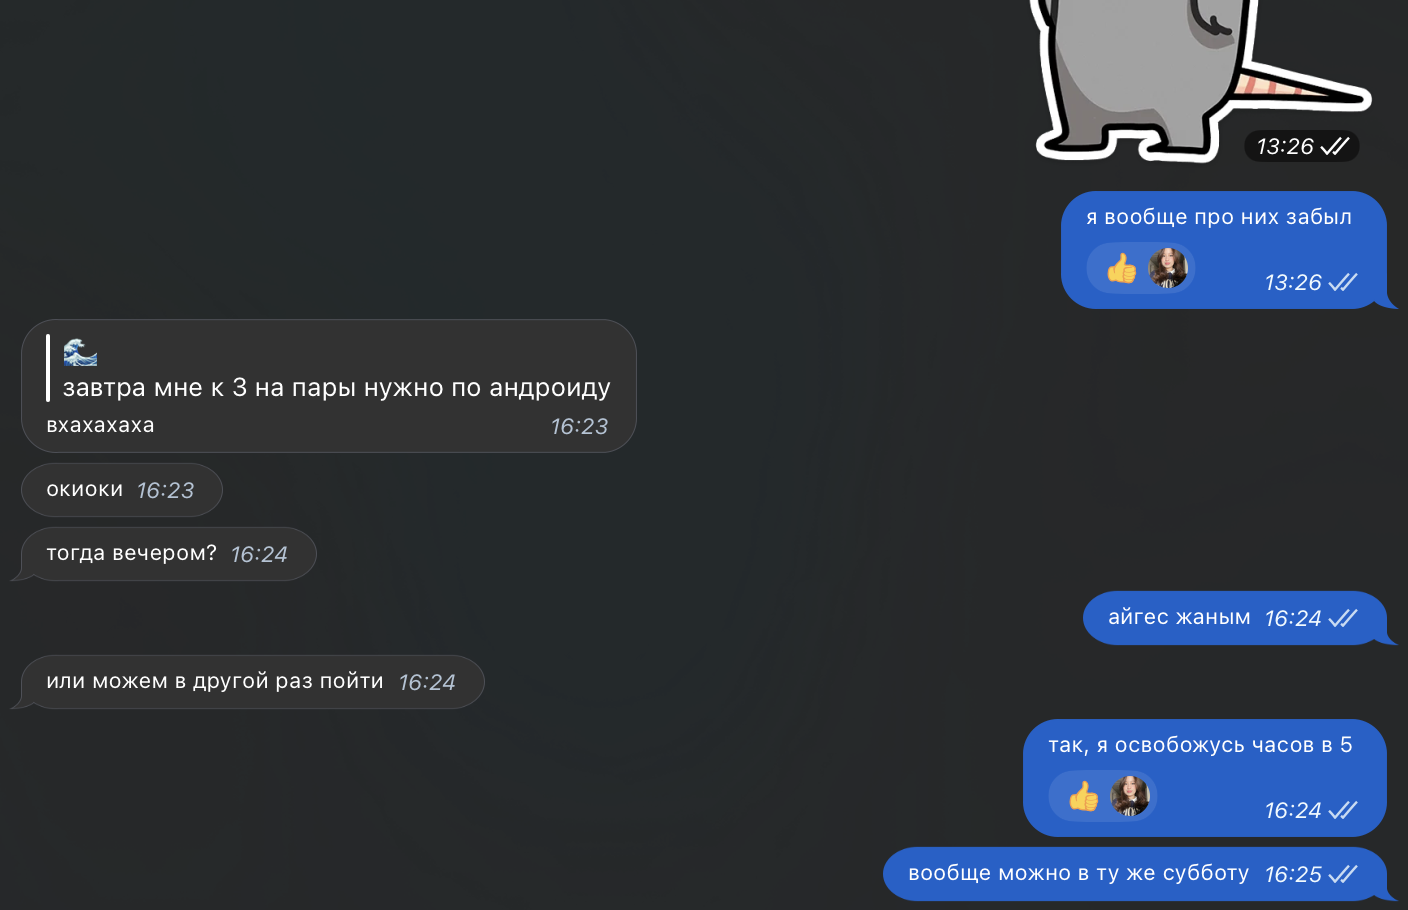 13:26
я вообще про них забыл
👍 13:26
🌊
завтра мне к 3 на пары нужно по андроиду
вхахахаха 16:23
окиоки 16:23
тогда вечером? 16:24
айгес жаным 16:24
или можем в другой раз пойти 16:24
так, я освобожусь часов в 5
👍 16:24
вообще можно в ту же субботу 16:25